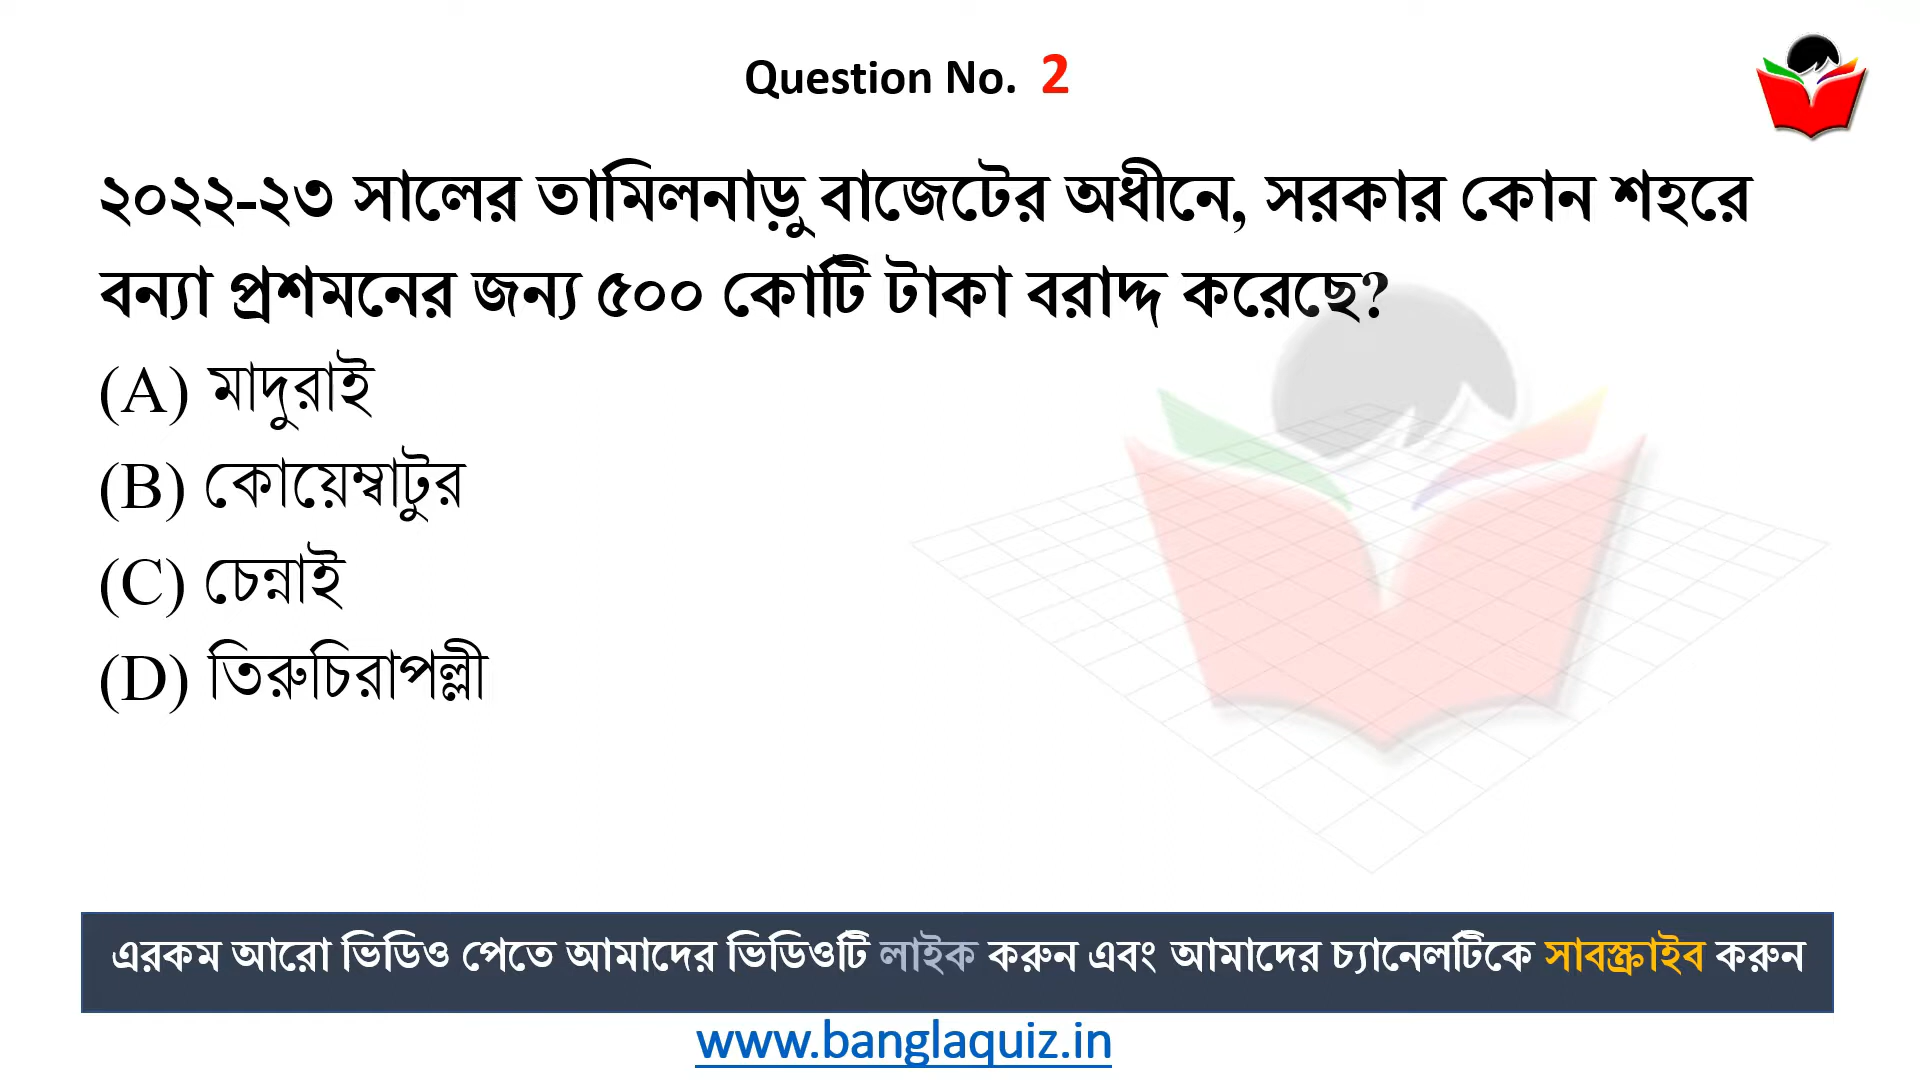 Question No. 2
২০২২-২৩ সালের তামিলনাড়ু বাজেটের অধীনে, সরকার কোন শহরে
বন্যা প্রশমনের জন্য ৫০০ কোটি টাকা বরাদ্দ করেছে?
(A) মাদুরাই
(B) কোয়েম্বাটুর
(C) চেন্নাই
(D) তিরুচিরাপল্লী
এরকম আরো ভিডিও পেতে আমাদের ভিডিওটি লাইক করুন এবং আমাদের চ্যানেলটিকে সাবস্ক্রাইব করুন
www.banglaquiz.in